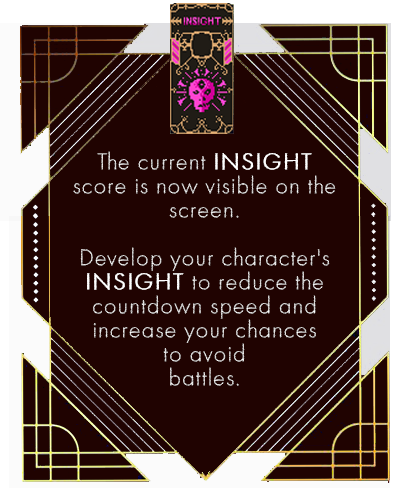 INSIGHT
The current INSIGHT
score is now visible on the
screen.
Develop your character's
INSIGHT to reduce the
countdown speed and
increase your chances
to avoid
battles.